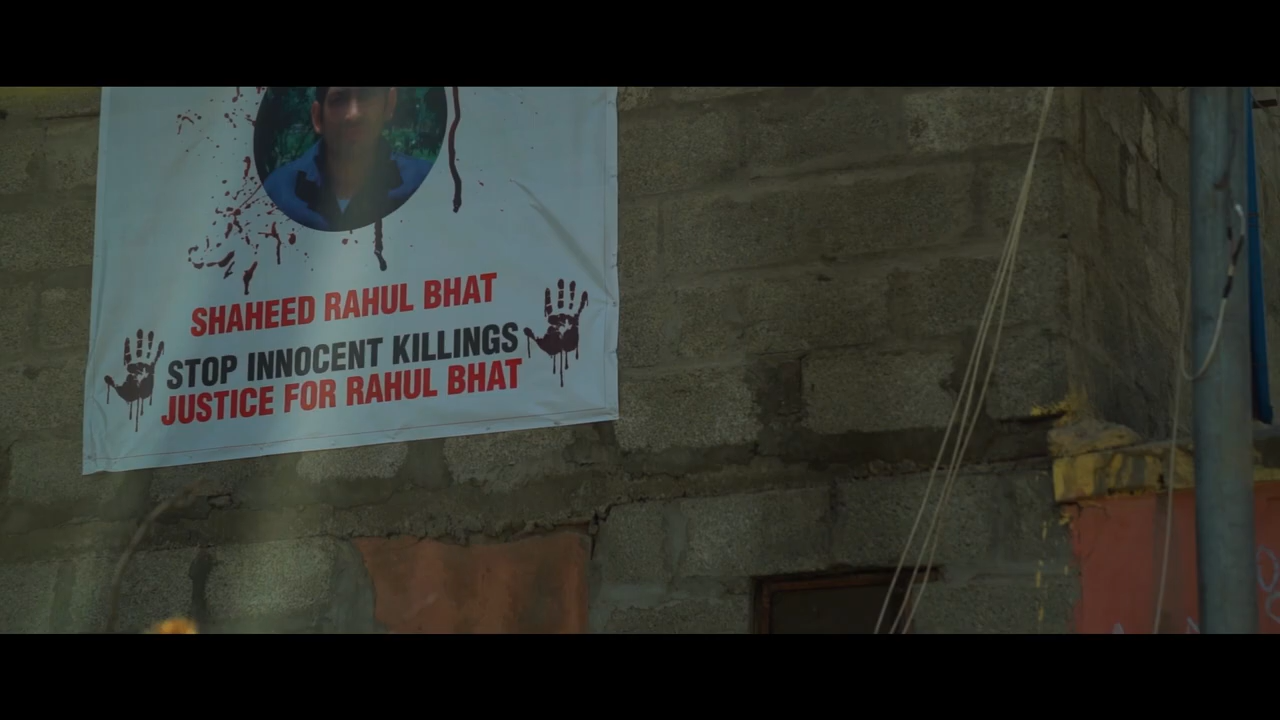 SHAHEED RAHUL BHAT
STOP INNOCENT KILLINGS
JUSTICE FOR RAHUL BHAT